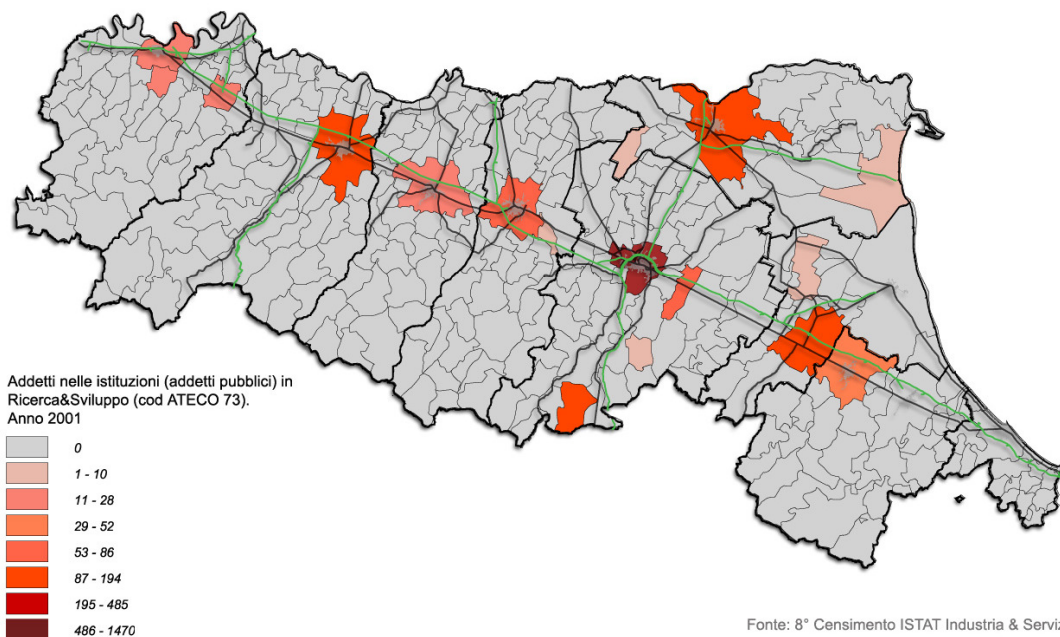 Addetti nelle istituzioni (addetti pubblici) in
Ricerca&Sviluppo (cod ATECO 73).
Anno 2001
0
1 - 10
11 - 28
29 - 52
53 - 86
87 - 194
195 - 485
486 - 1470
Fonte: 8° Censimento ISTAT Industria & Serviz